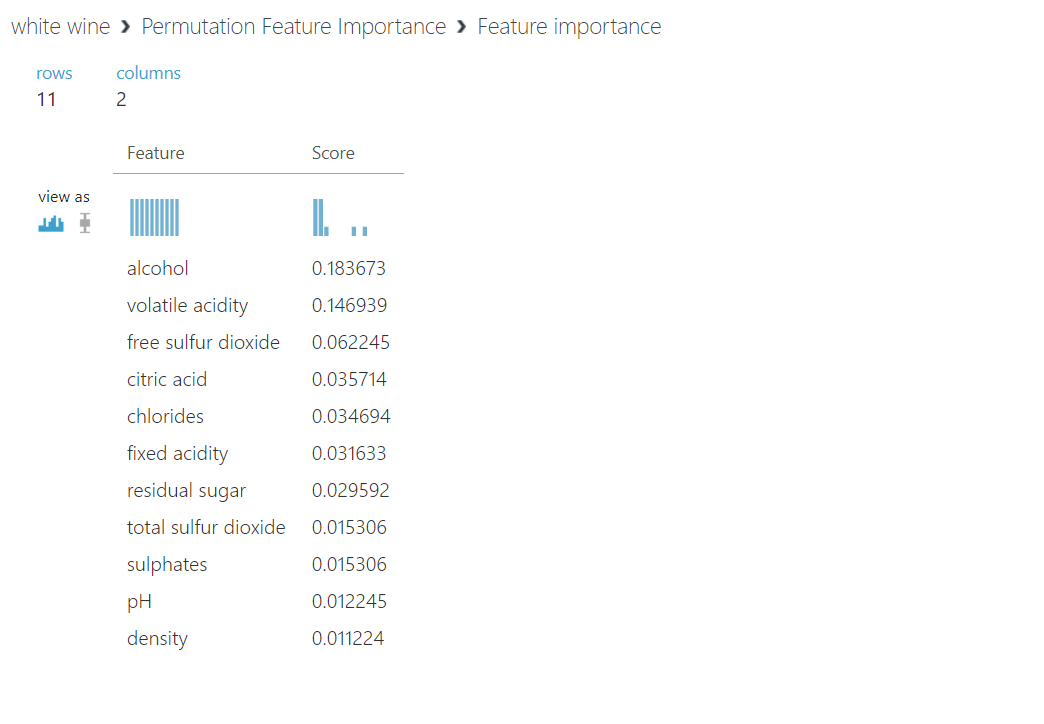 white wine › Permutation Feature Importance › Feature importance
rows columns
11 2
Feature Score
view as
alcohol 0.183673
volatile acidity 0.146939
free sulfur dioxide 0.062245
citric acid 0.035714
chlorides 0.034694
fixed acidity 0.031633
residual sugar 0.029592
total sulfur dioxide 0.015306
sulphates 0.015306
pH 0.012245
density 0.011224